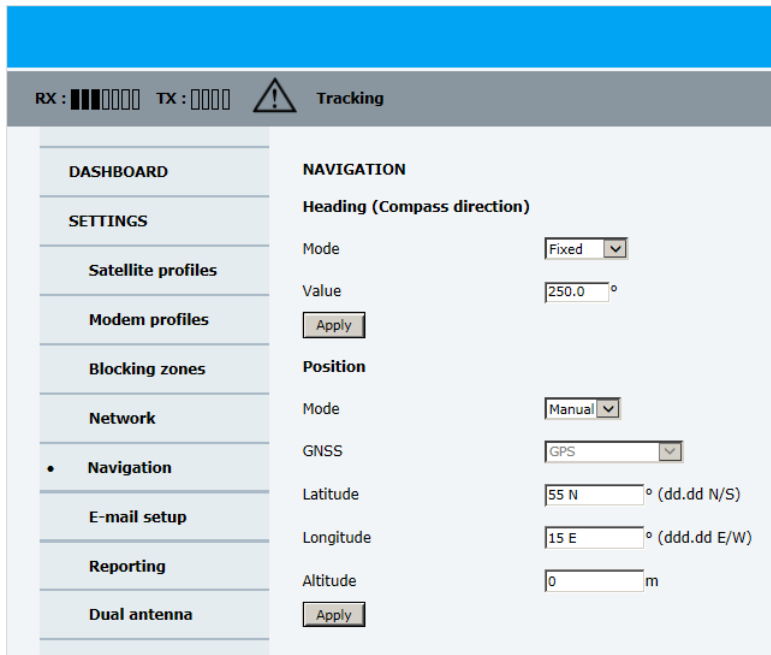 RX : TX : Tracking
DASHBOARD
SETTINGS
Satellite profiles
Modem profiles
Blocking zones
Network
• Navigation
E-mail setup
Reporting
Dual antenna
NAVIGATION
Heading (Compass direction)
Mode Fixed
Value 250.0 °
Apply
Position
Mode Manual
GNSS GPS
Latitude 55 N ° (dd.dd N/S)
Longitude 15 E ° (ddd.dd E/W)
Altitude 0 m
Apply